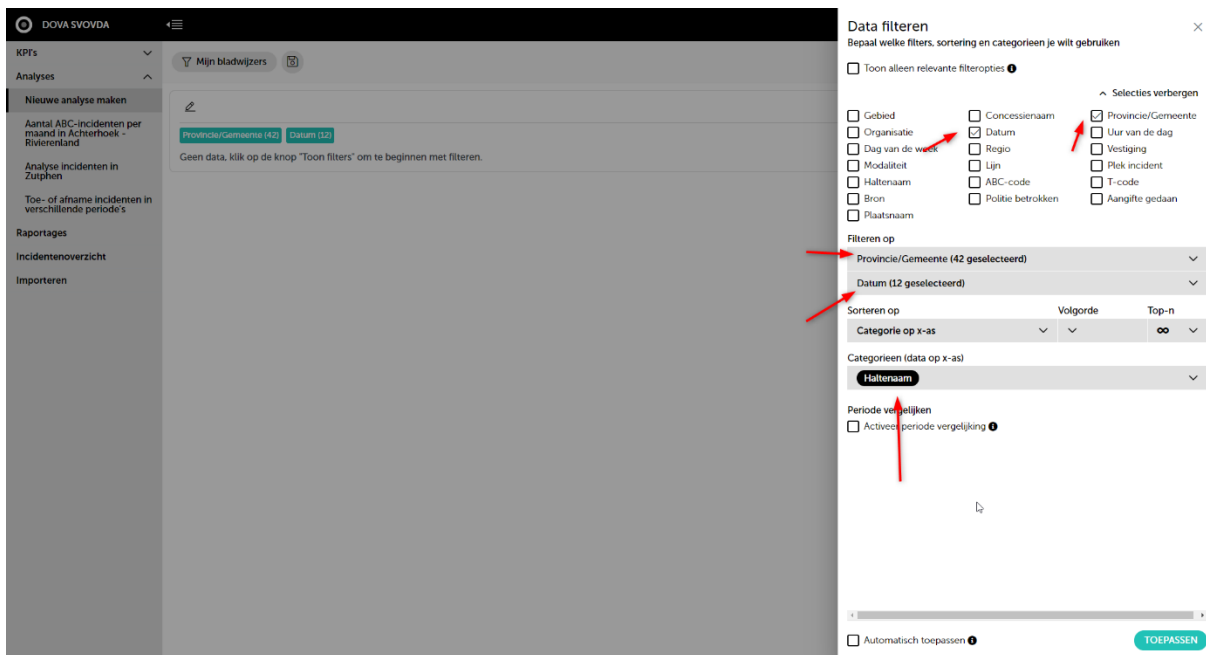 DOVA SVOVDA
KPI's
Analyses
Nieuwe analyse maken
Aantal ABC-incidenten per
maand in Achterhoek -
Rivierenland
Analyse incidenten in
Zutphen
Toe- of afname incidenten in
verschillende periode's
Raportages
Incidentenoverzicht
Importeren
Mijn bladwijzers
Provincie/Gemeente (42) Datum (12)
Geen data, klik op de knop "Toon filters" om te beginnen met filteren.
Data filteren
Bepaal welke filters, sortering en categorieen je wilt gebruiken
Toon alleen relevante filteropties
Selecties verbergen
Gebied Concessienaam Provincie/Gemeente
Organisatie Datum Uur van de dag
Dag van de week Regio Vestiging
Modaliteit Lijn Plek incident
Haltenaam ABC-code T-code
Bron Politie betrokken Aangifte gedaan
Plaatsnaam
Filteren op
Provincie/Gemeente (42 geselecteerd)
Datum (12 geselecteerd)
Sorteren op Volgorde Top-n
Categorie op x-as ∞
Categorieen (data op x-as)
Haltenaam
Periode vergelijken
Activeer periode vergelijking
Automatisch toepassen
TOEPASSEN